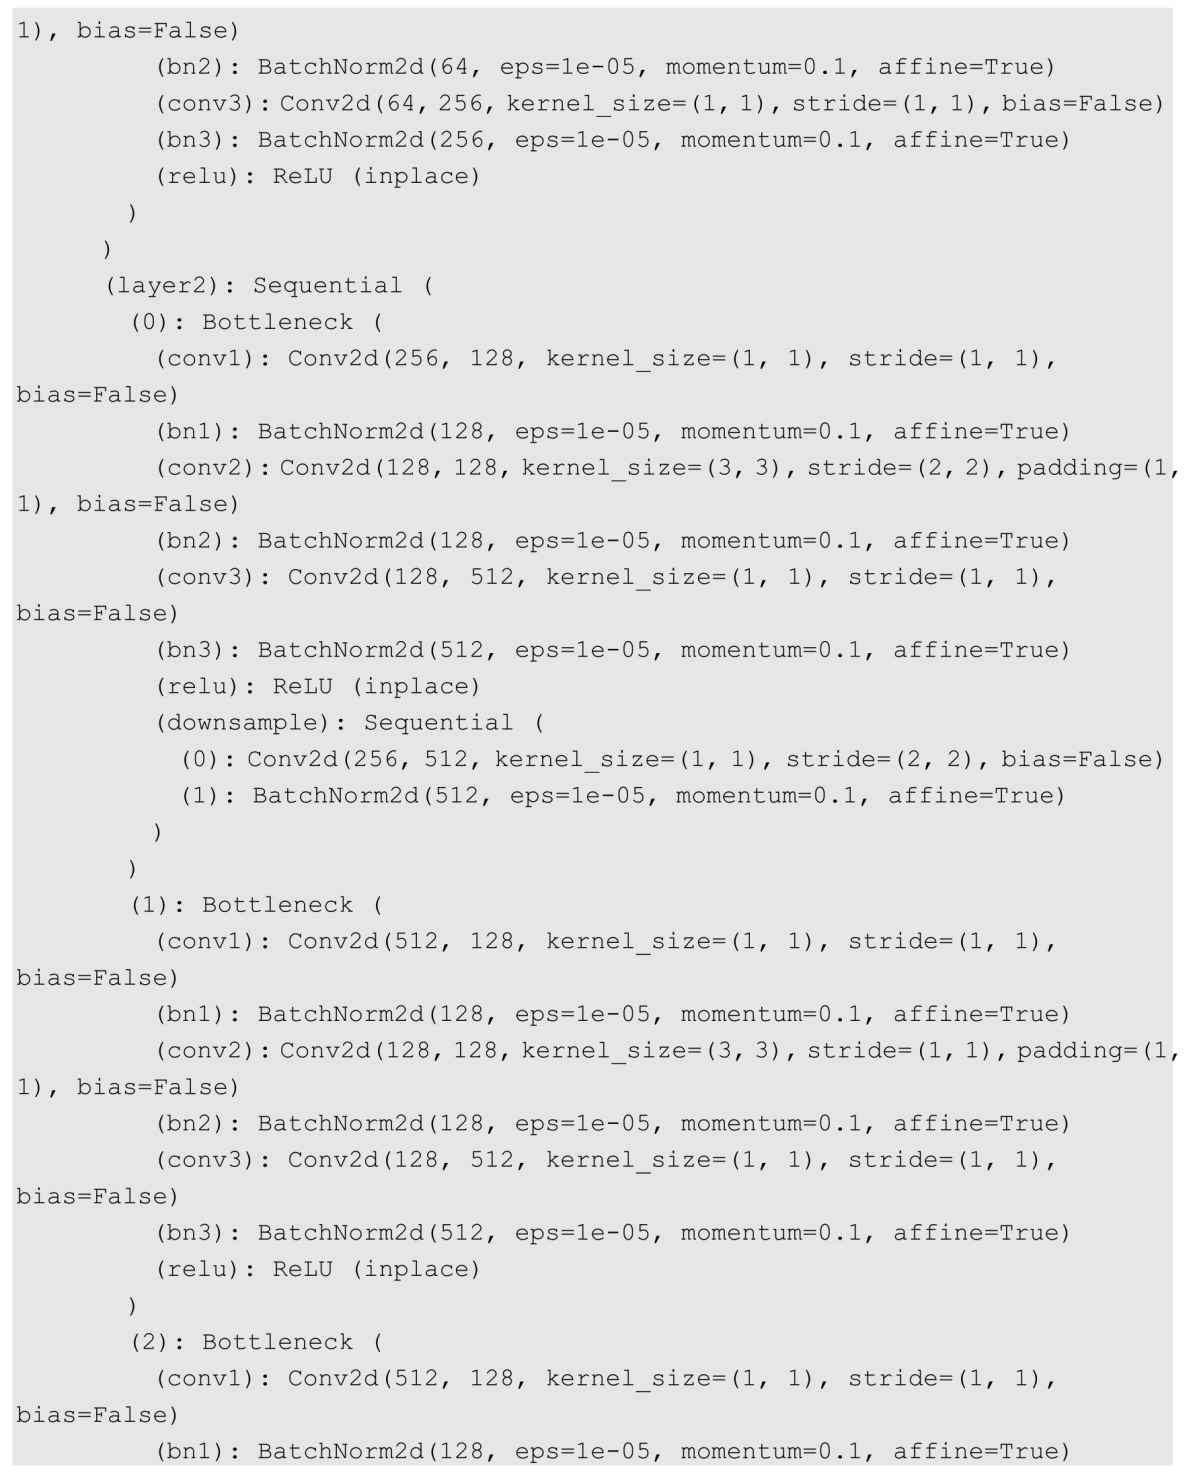 1), bias=False)
(bn2): BatchNorm2d(64, eps=1e-05, momentum=0.1, affine=True)
(conv3): Conv2d(64, 256, kernel_size=(1, 1), stride=(1, 1), bias=False)
(bn3): BatchNorm2d(256, eps=1e-05, momentum=0.1, affine=True)
(relu): ReLU (inplace)
)
)
(layer2): Sequential (
(0): Bottleneck (
(conv1): Conv2d(256, 128, kernel_size=(1, 1), stride=(1, 1),
bias=False)
(bn1): BatchNorm2d(128, eps=1e-05, momentum=0.1, affine=True)
(conv2): Conv2d(128, 128, kernel_size=(3, 3), stride=(2, 2), padding=(1,
1), bias=False)
(bn2): BatchNorm2d(128, eps=1e-05, momentum=0.1, affine=True)
(conv3): Conv2d(128, 512, kernel_size=(1, 1), stride=(1, 1),
bias=False)
(bn3): BatchNorm2d(512, eps=1e-05, momentum=0.1, affine=True)
(relu): ReLU (inplace)
(downsample): Sequential (
(0): Conv2d(256, 512, kernel_size=(1, 1), stride=(2, 2), bias=False)
(1): BatchNorm2d(512, eps=1e-05, momentum=0.1, affine=True)
)
)
(1): Bottleneck (
(conv1): Conv2d(512, 128, kernel_size=(1, 1), stride=(1, 1),
bias=False)
(bn1): BatchNorm2d(128, eps=1e-05, momentum=0.1, affine=True)
(conv2): Conv2d(128, 128, kernel_size=(3, 3), stride=(1, 1), padding=(1,
1), bias=False)
(bn2): BatchNorm2d(128, eps=1e-05, momentum=0.1, affine=True)
(conv3): Conv2d(128, 512, kernel_size=(1, 1), stride=(1, 1),
bias=False)
(bn3): BatchNorm2d(512, eps=1e-05, momentum=0.1, affine=True)
(relu): ReLU (inplace)
)
(2): Bottleneck (
(conv1): Conv2d(512, 128, kernel_size=(1, 1), stride=(1, 1),
bias=False)
(bn1): BatchNorm2d(128, eps=1e-05, momentum=0.1, affine=True)